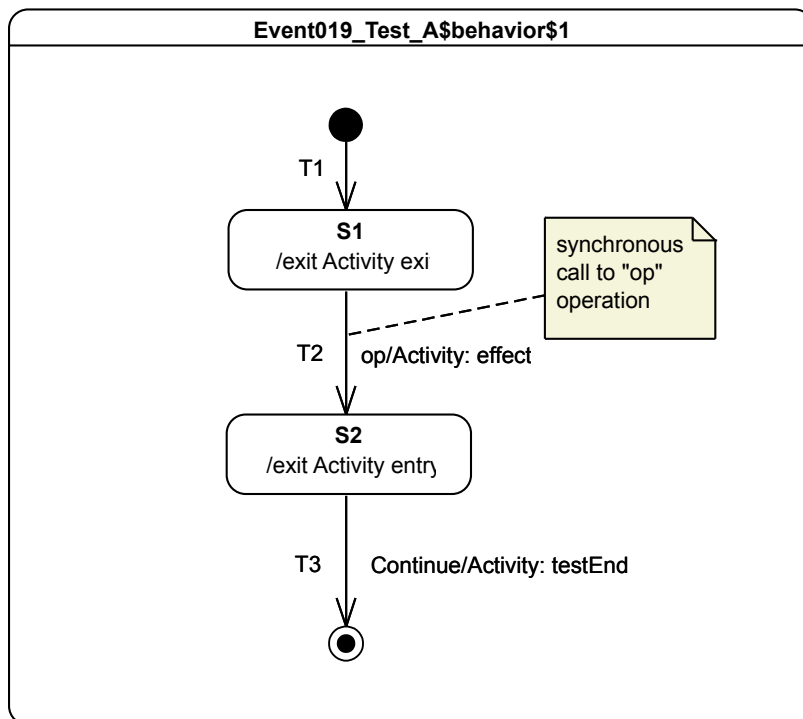 Event019_Test_A$behavior$1
T1
S1
/exit Activity exi
synchronous
call to "op"
operation
T2 op/Activity: effect
S2
/exit Activity entry
T3 Continue/Activity: testEnd